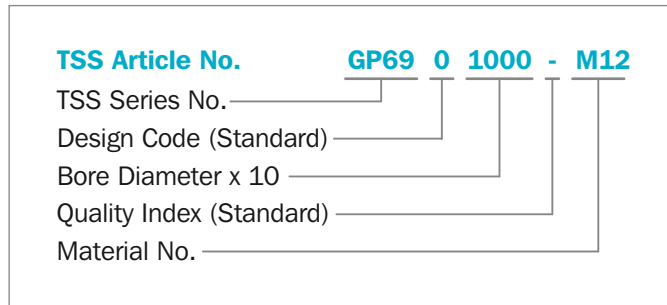 TSS Article No. GP69 0 1000 - M12
TSS Series No.
Design Code (Standard)
Bore Diameter x 10
Quality Index (Standard)
Material No.